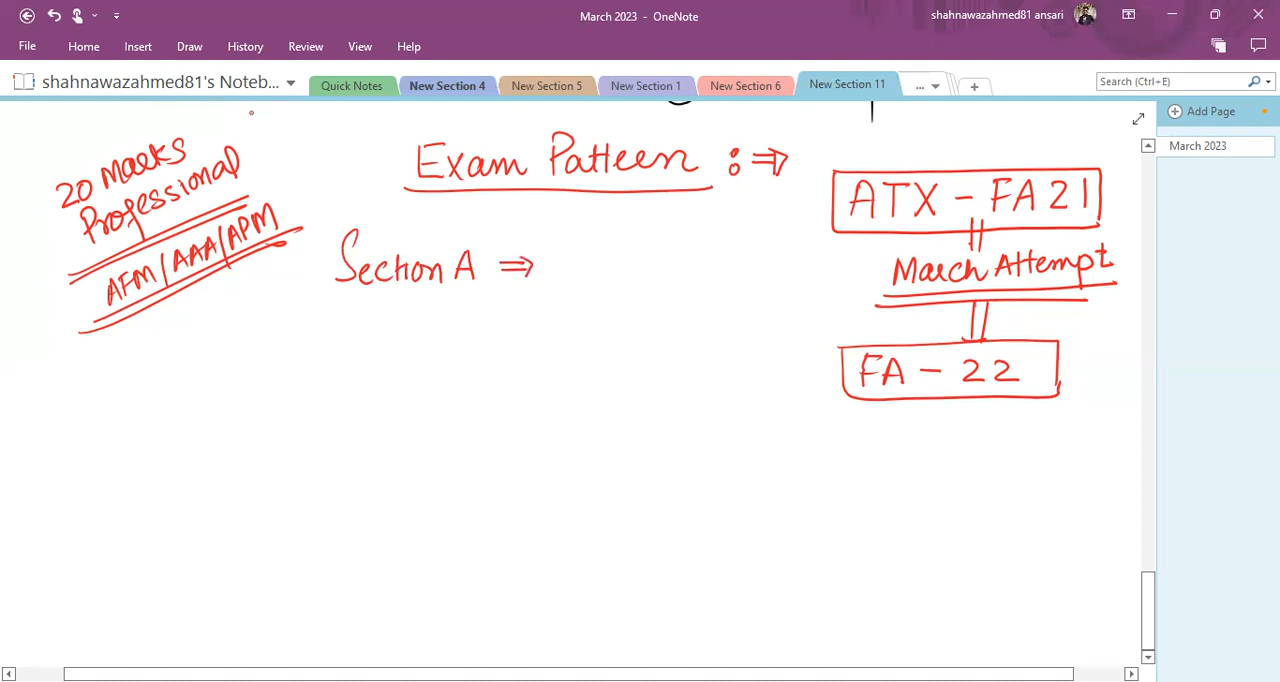 March 2023 - OneNote
shahnawazahmed81 ansari
File Home Insert Draw History Review View Help
shahnawazahmed81's Noteb...
Quick Notes
New Section 4
New Section 5
New Section 1
New Section 6
New Section 11
...
Search (Ctrl+E)
Add Page
March 2023
20 Marks
Professional
AFM/AAA/APM
Exam Pattern :⇒
Section A ⇒
ATX - FA 21
March Attempt
FA - 22